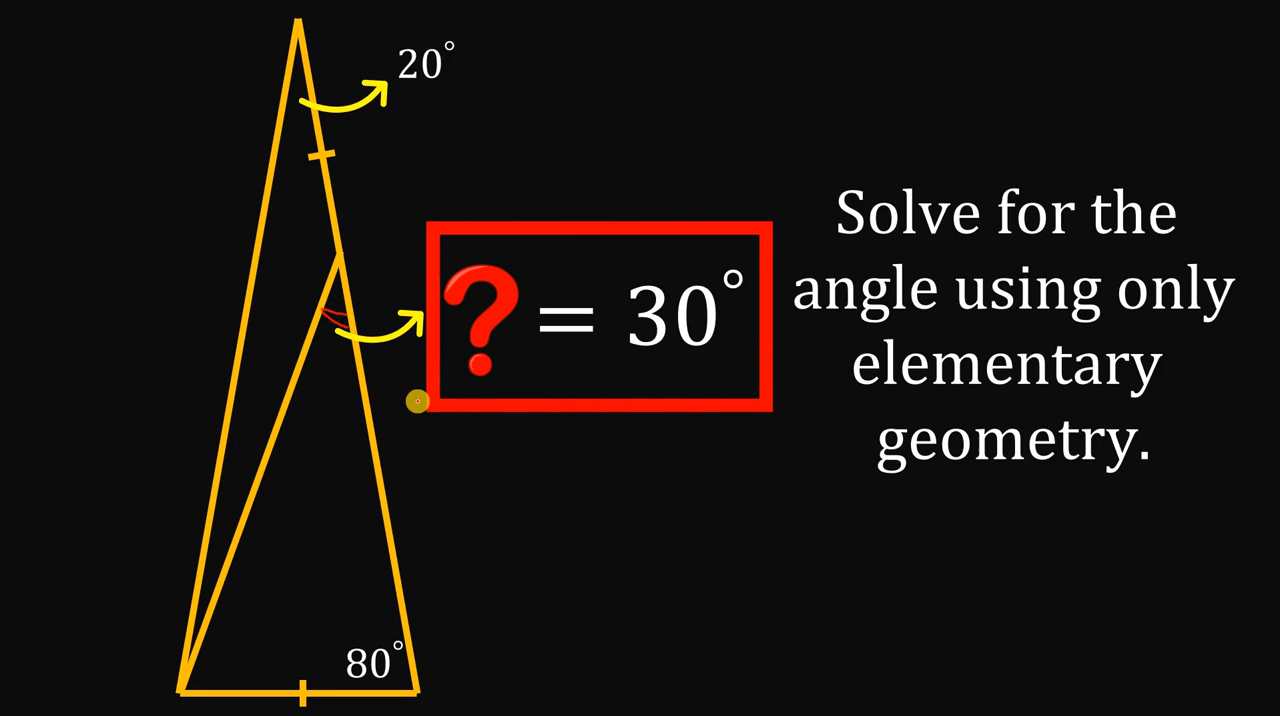 20°
? = 30°
Solve for the
angle using only
elementary
geometry.
80°